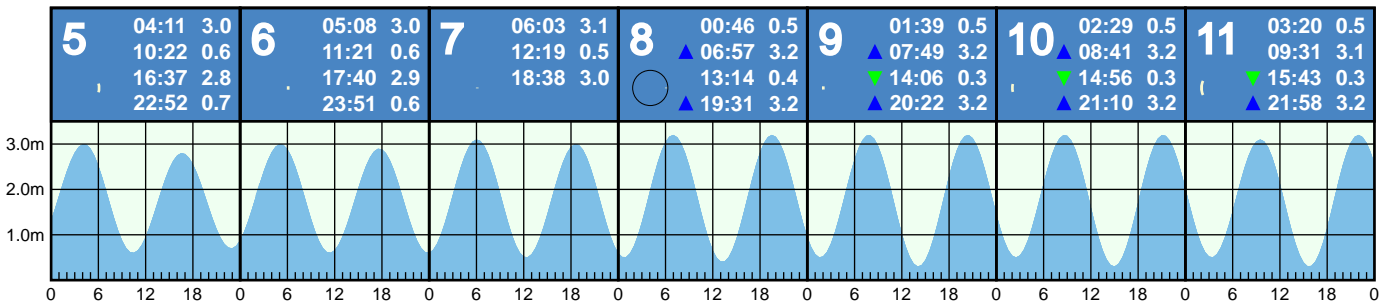 5
04:11 3.0
10:22 0.6
16:37 2.8
22:52 0.7
6
05:08 3.0
11:21 0.6
17:40 2.9
23:51 0.6
7
06:03 3.1
12:19 0.5
18:38 3.0
8
00:46 0.5
▲ 06:57 3.2
13:14 0.4
▲ 19:31 3.2
9
01:39 0.5
▲ 07:49 3.2
▼ 14:06 0.3
▲ 20:22 3.2
10
02:29 0.5
▲ 08:41 3.2
▼ 14:56 0.3
▲ 21:10 3.2
11
03:20 0.5
09:31 3.1
▼ 15:43 0.3
▲ 21:58 3.2
3.0m
2.0m
1.0m
0 6 12 18 0 6 12 18 0 6 12 18 0 6 12 18 0 6 12 18 0 6 12 18 0 6 12 18 0